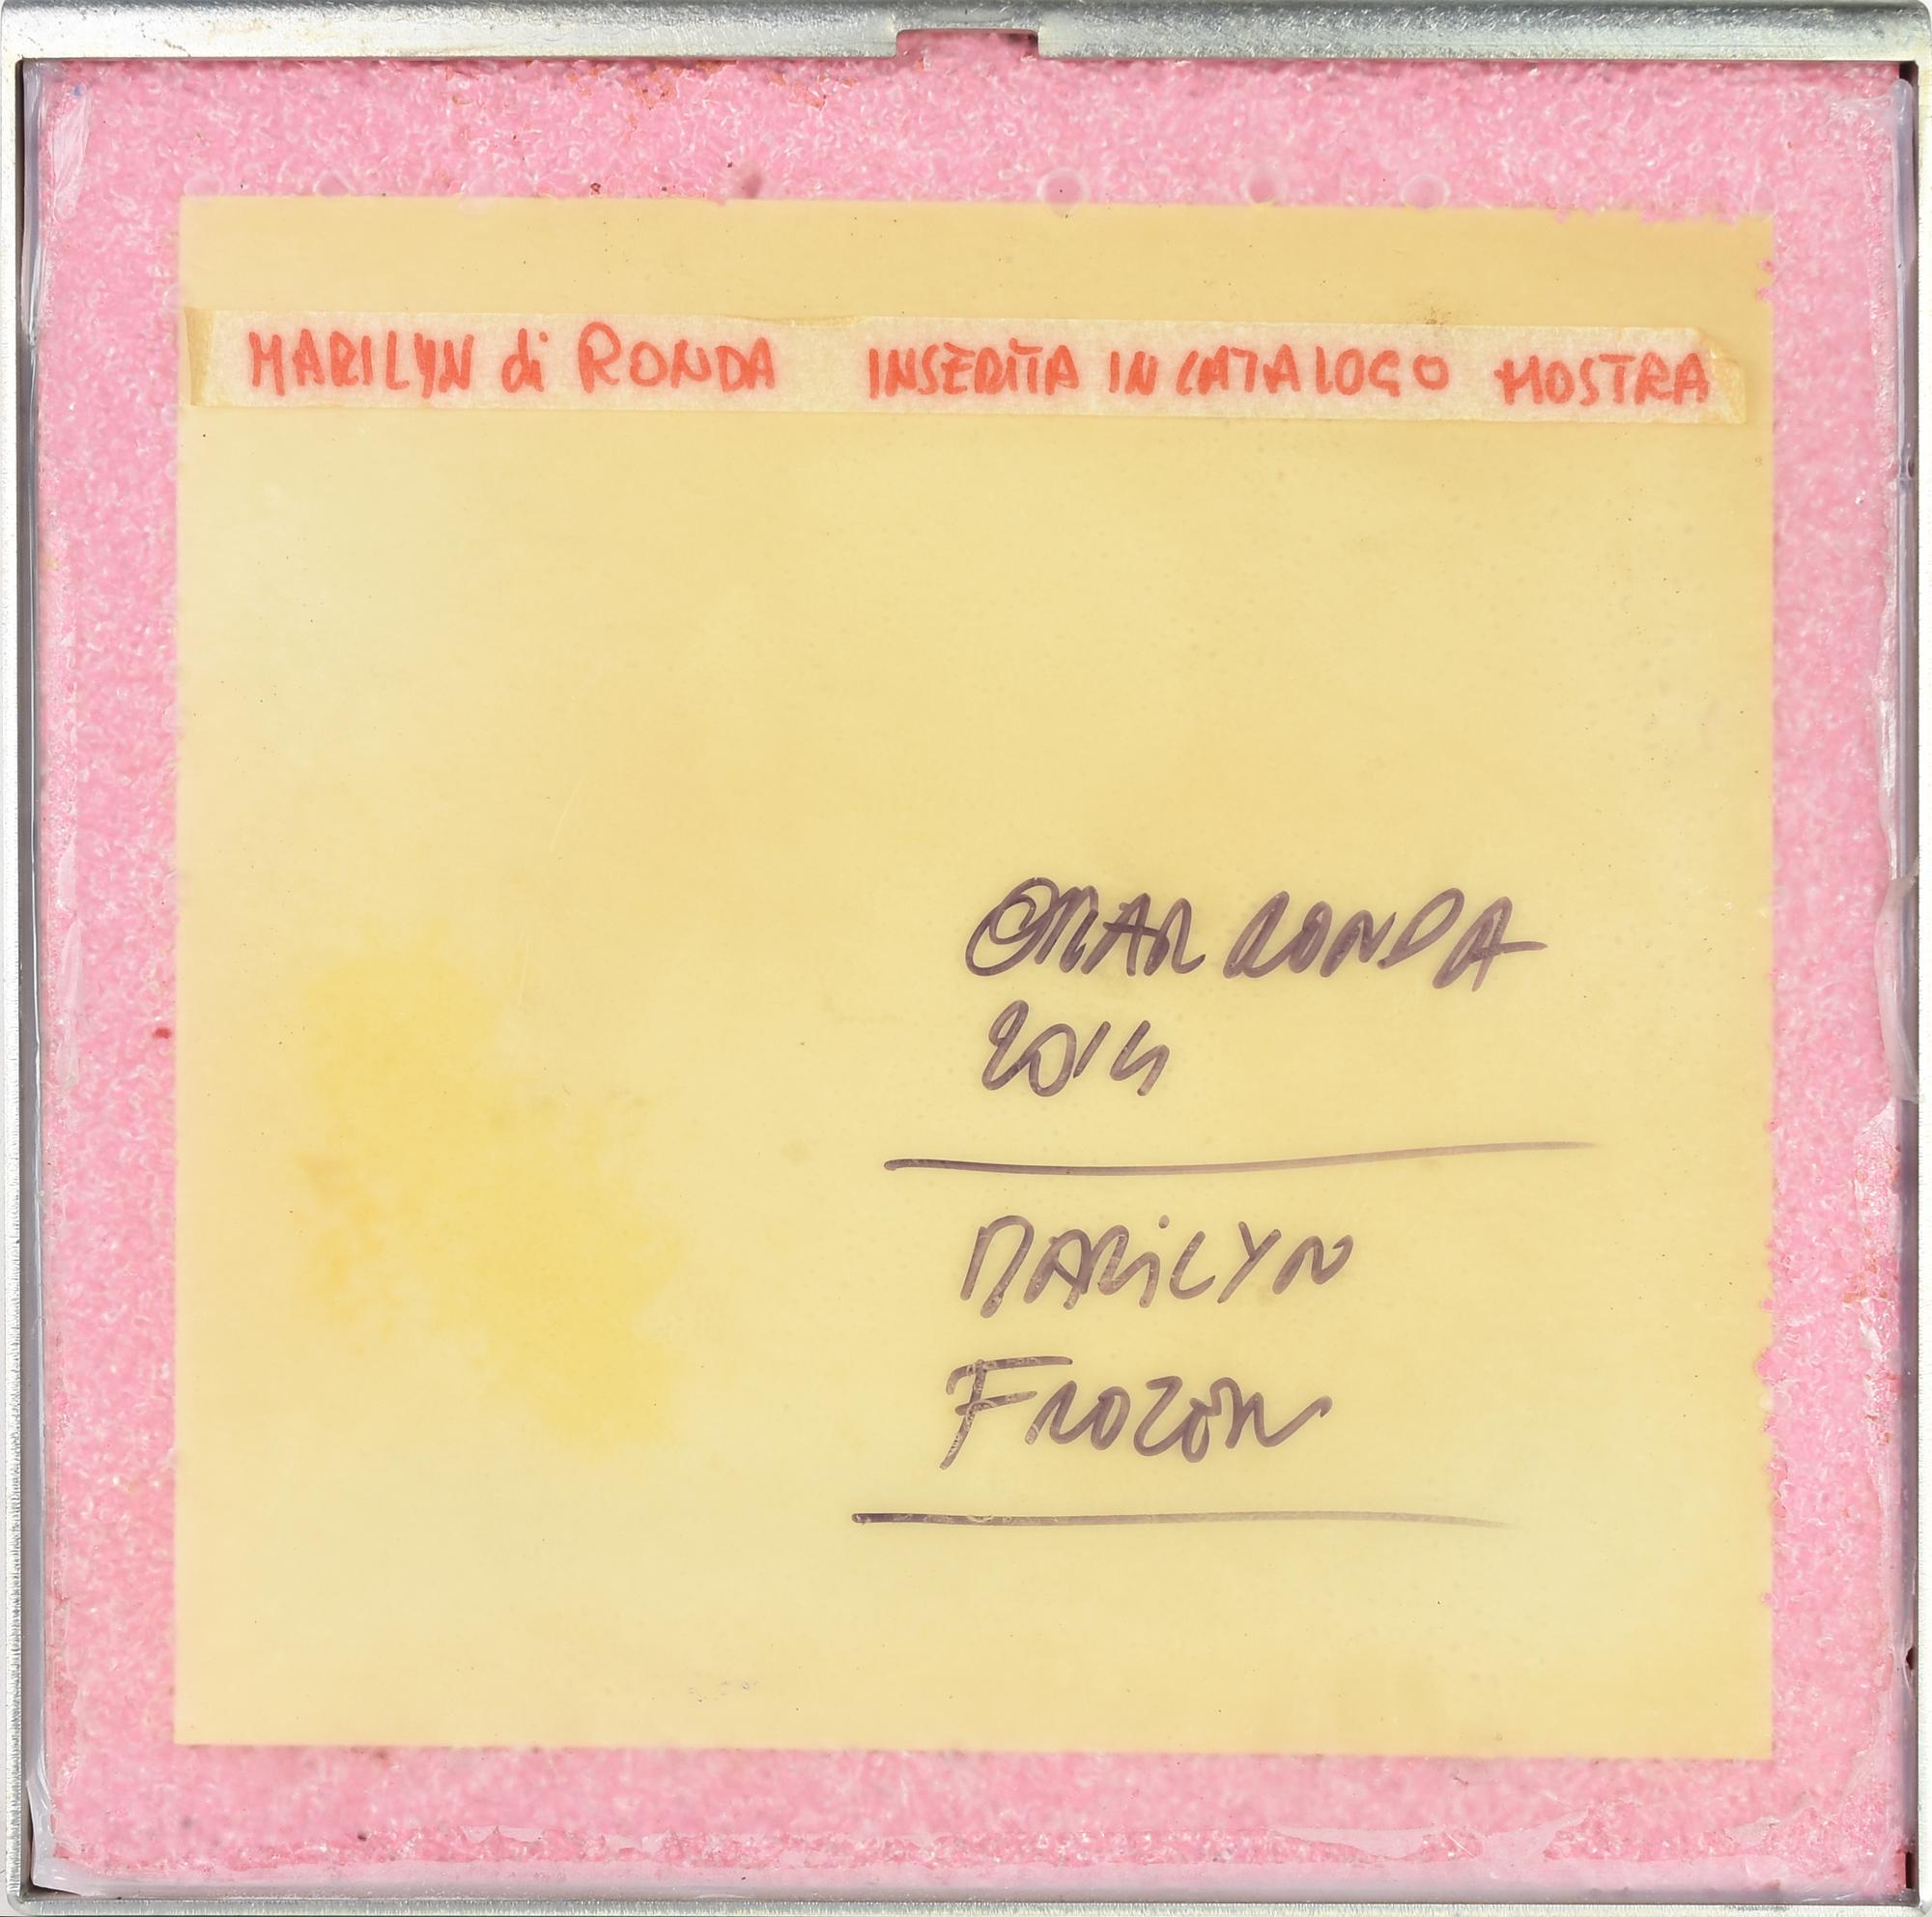 MARILYN di RONDA INSERITA IN CATALOGO MOSTRA
OMAR RONDA
2014
MARiLYN
FROZEN